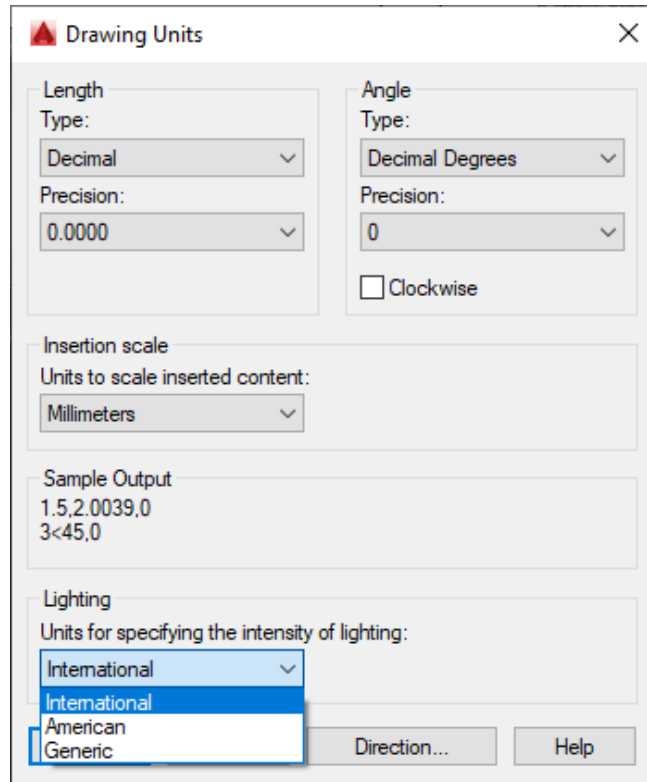 Drawing Units
Length
Type:
Decimal
Precision:
0.0000
Angle
Type:
Decimal Degrees
Precision:
0
Clockwise
Insertion scale
Units to scale inserted content:
Millimeters
Sample Output
1.5,2.0039,0
3<45,0
Lighting
Units for specifying the intensity of lighting:
International
International
American
Generic
Direction...
Help